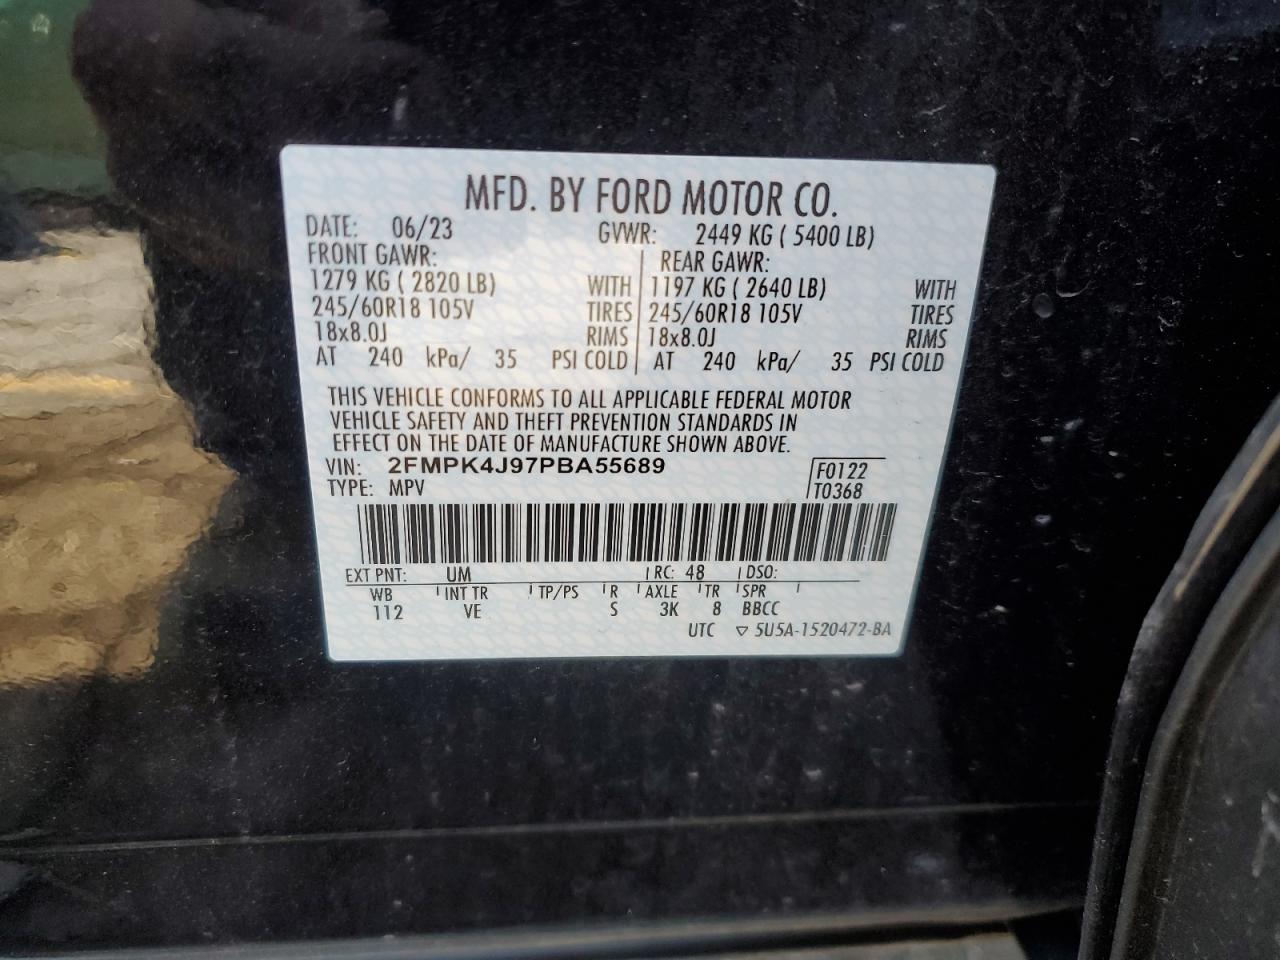 MFD. BY FORD MOTOR CO.
DATE: 06/23 GVWR: 2449 KG ( 5400 LB)
FRONT GAWR: REAR GAWR:
1279 KG ( 2820 LB) WITH 1197 KG ( 2640 LB) WITH
245/60R18 105V TIRES 245/60R18 105V TIRES
18x8.0J RIMS 18x8.0J RIMS
AT 240 kPa/ 35 PSI COLD AT 240 kPa/ 35 PSI COLD
THIS VEHICLE CONFORMS TO ALL APPLICABLE FEDERAL MOTOR
VEHICLE SAFETY AND THEFT PREVENTION STANDARDS IN
EFFECT ON THE DATE OF MANUFACTURE SHOWN ABOVE.
VIN: 2FMPK4J97PBA55689 F0122
TYPE: MPV T0368
EXT PNT: UM RC: 48 DSO:
WB INT TR TP/PS R AXLE TR SPR
112 VE S 3K 8 BBCC
UTC ▽ 5U5A-1520472-BA